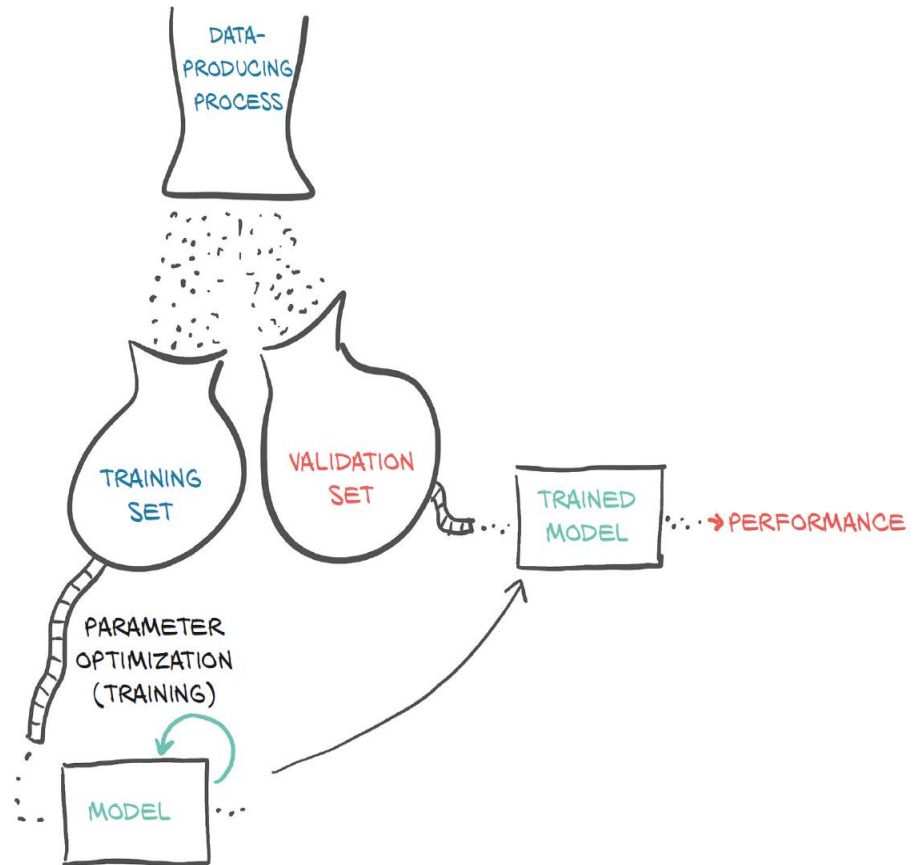 DATA-
PRODUCING
PROCESS
TRAINING
SET
VALIDATION
SET
TRAINED
MODEL
PERFORMANCE
PARAMETER
OPTIMIZATION
(TRAINING)
MODEL